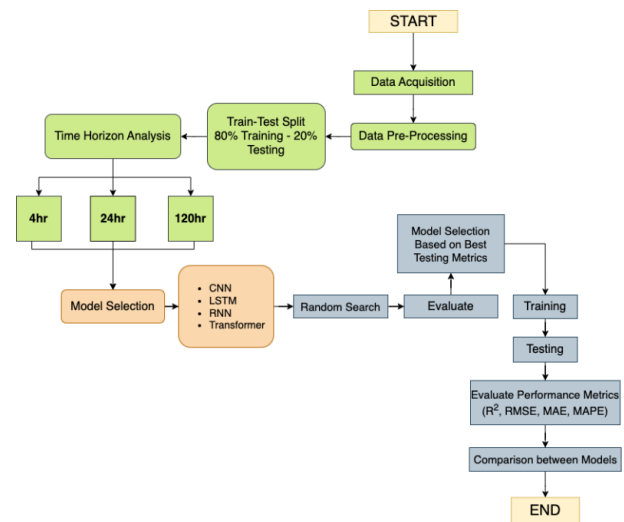 START
Data Acquisition
Data Pre-Processing
Train-Test Split
80% Training - 20%
Testing
Time Horizon Analysis
4hr
24hr
120hr
Model Selection
• CNN
• LSTM
• RNN
• Transformer
Random Search
Evaluate
Model Selection
Based on Best
Testing Metrics
Training
Testing
Evaluate Performance Metrics
(R², RMSE, MAE, MAPE)
Comparison between Models
END